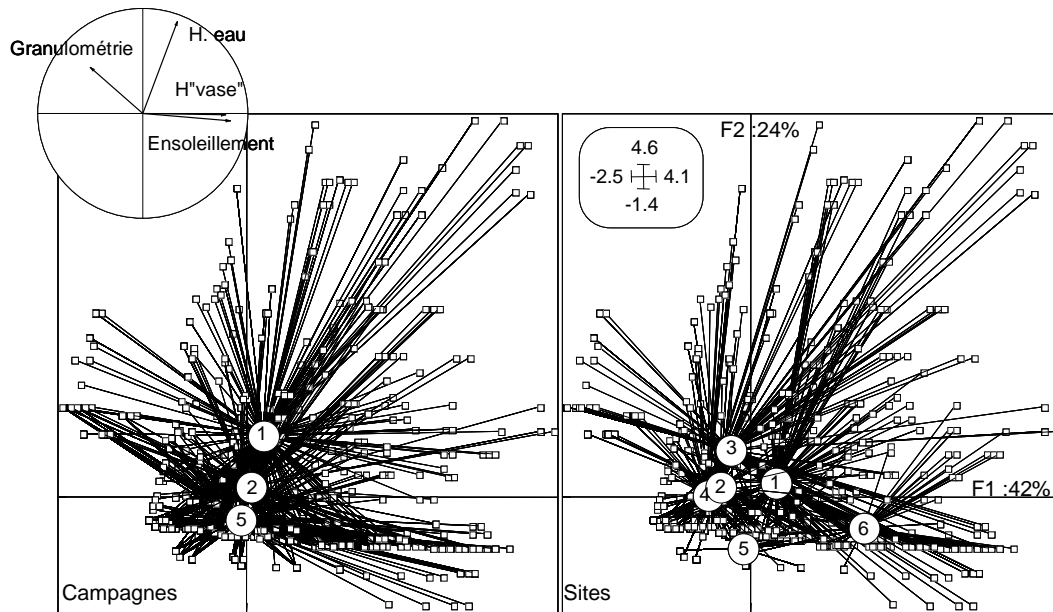 H. eau
Granulométrie
H"vase"
Ensoleillement
F2 :24%
4.6
-2.5 4.1
-1.4
1
2
5
3
1
2
4
6
5
F1 :42%
Campagnes
Sites